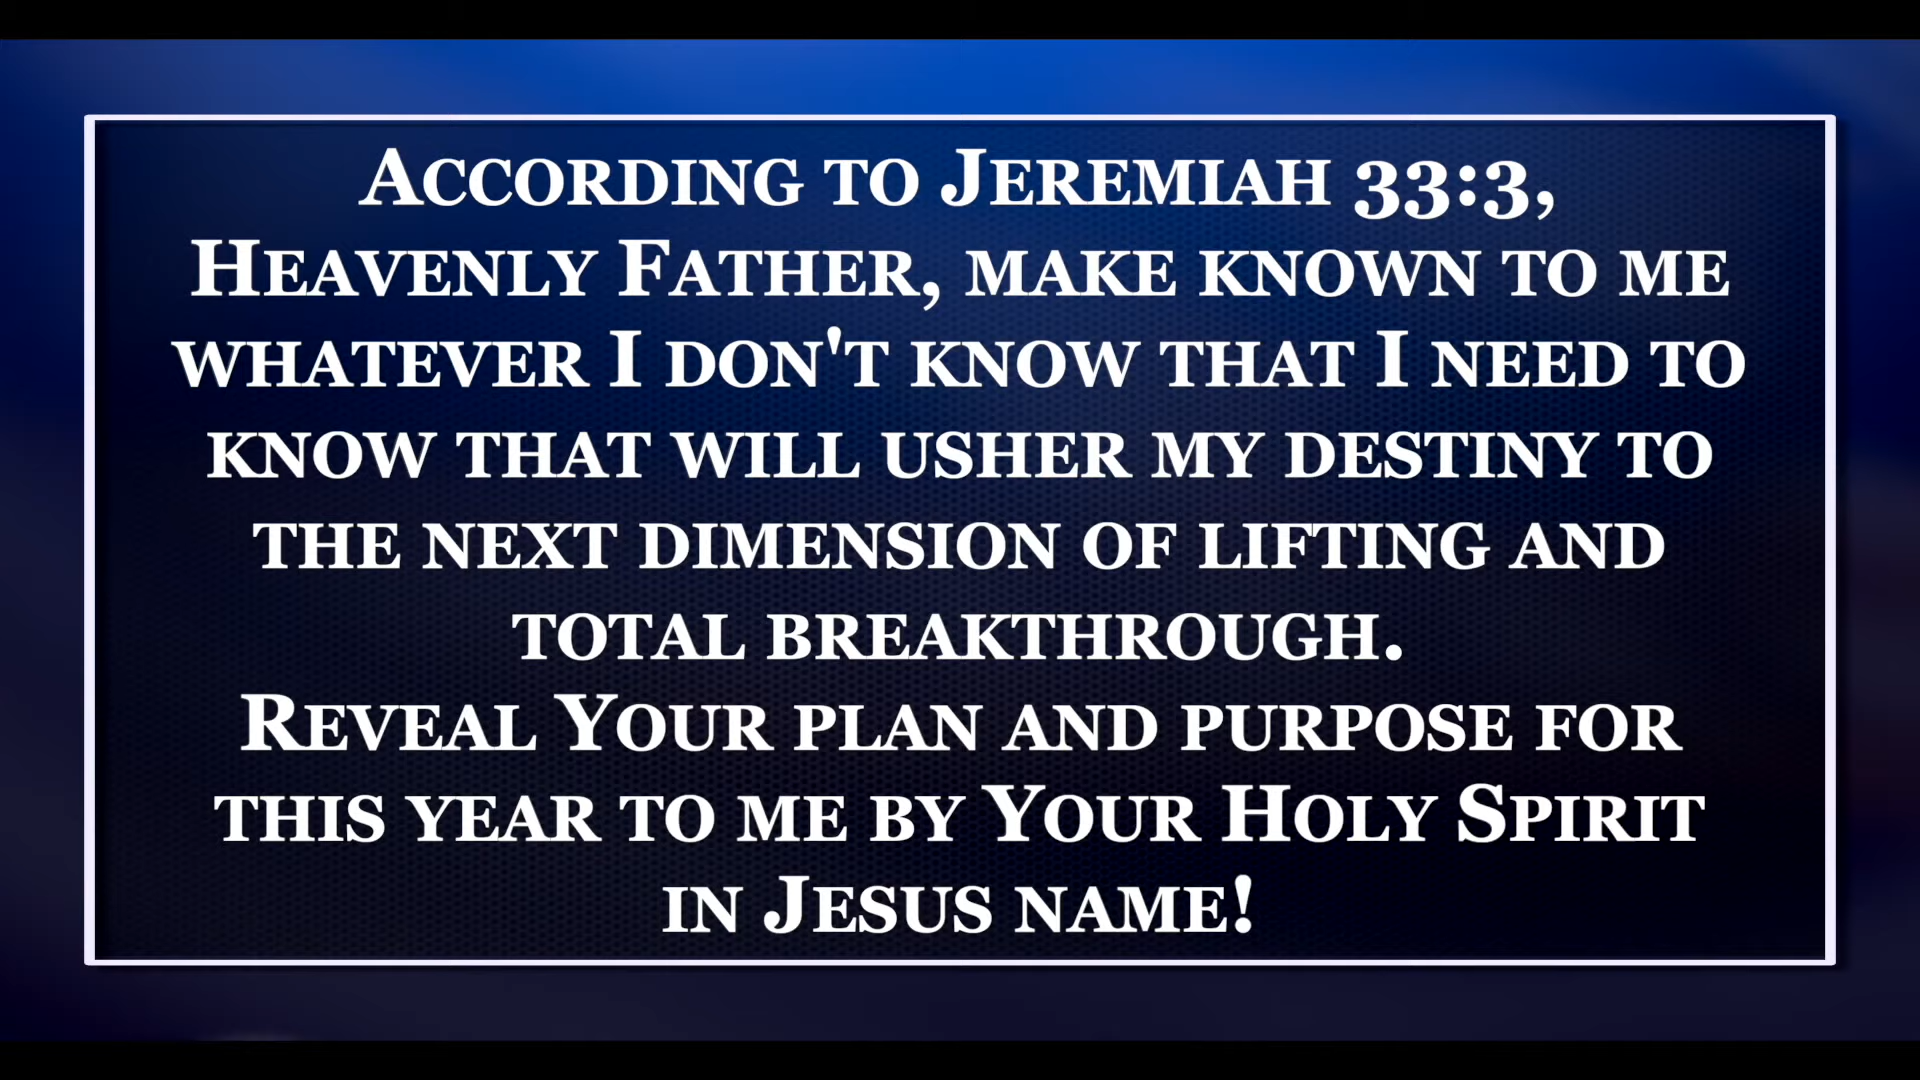 According to Jeremiah 33:3,
Heavenly Father, make known to me
whatever I don't know that I need to
know that will usher my destiny to
the next dimension of lifting and
total breakthrough.
Reveal Your plan and purpose for
this year to me by Your Holy Spirit
in Jesus name!